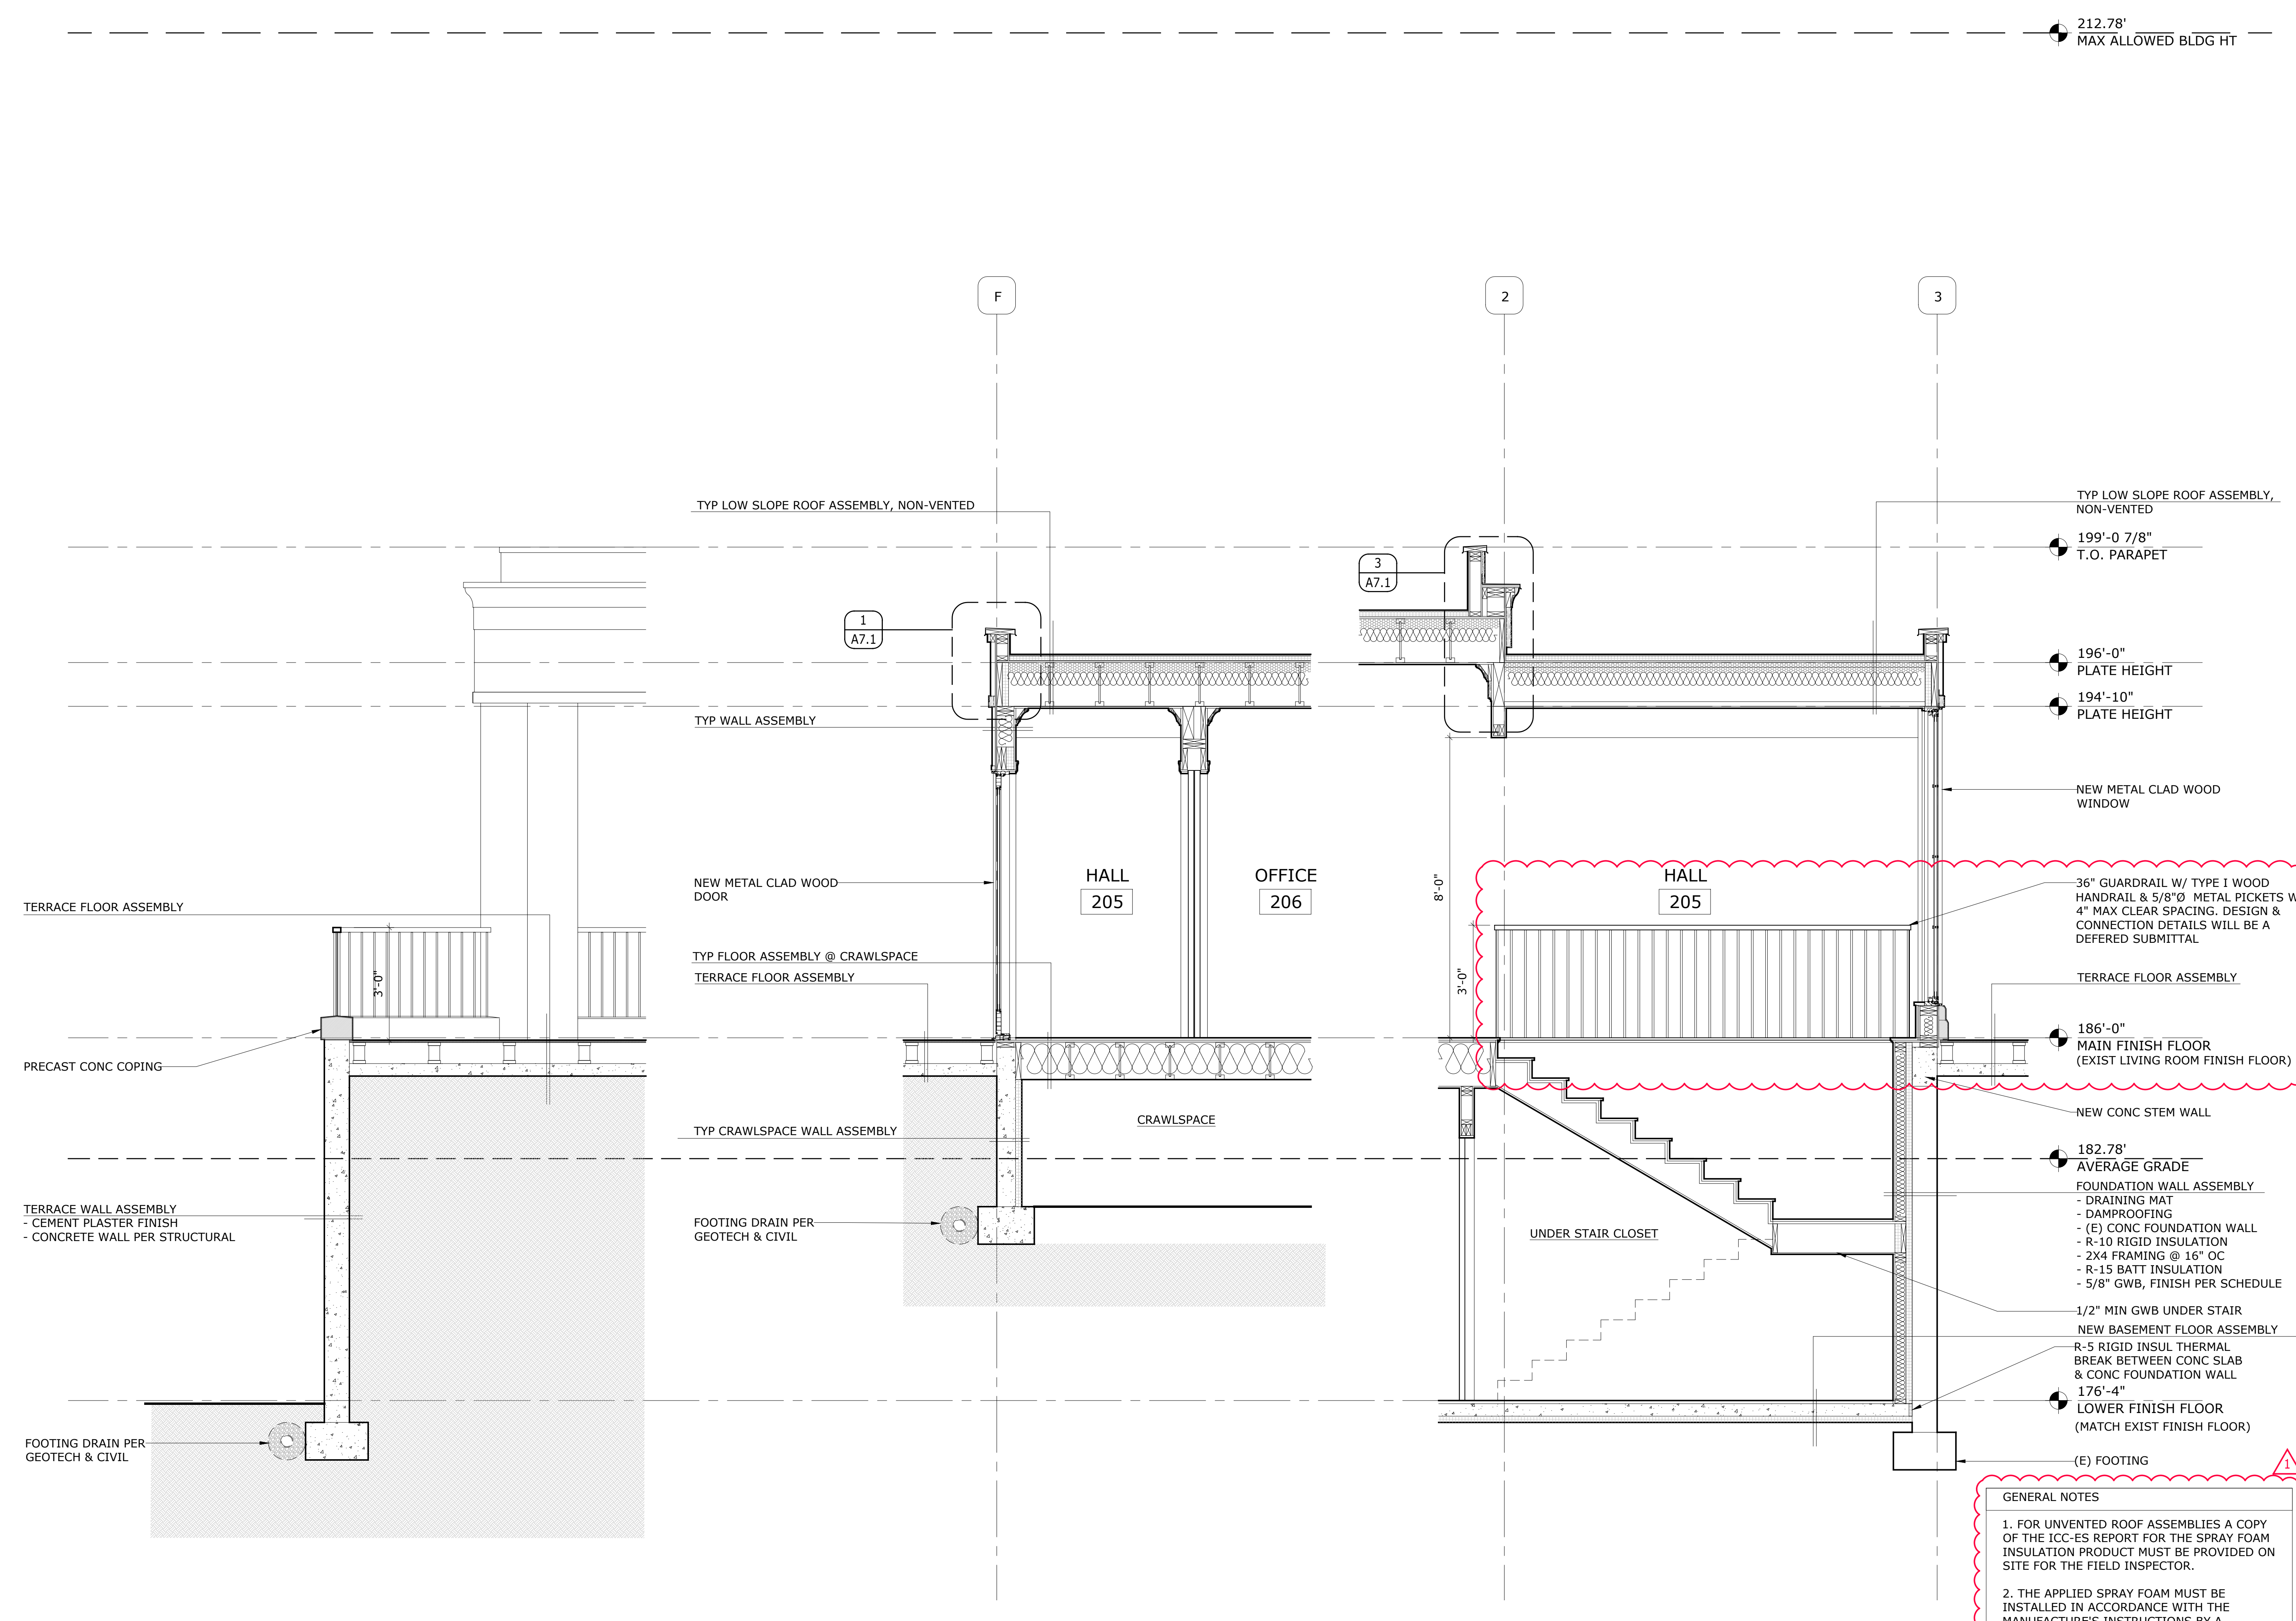 212.78'
MAX ALLOWED BLDG HT
F
2
3
TYP LOW SLOPE ROOF ASSEMBLY, NON-VENTED
TYP LOW SLOPE ROOF ASSEMBLY,
NON-VENTED
199'-0 7/8"
T.O. PARAPET
3
A7.1
1
A7.1
196'-0"
PLATE HEIGHT
194'-10"
PLATE HEIGHT
TYP WALL ASSEMBLY
NEW METAL CLAD WOOD
WINDOW
NEW METAL CLAD WOOD
DOOR
HALL
205
OFFICE
206
8'-0"
HALL
205
36" GUARDRAIL W/ TYPE I WOOD
HANDRAIL & 5/8"Ø METAL PICKETS
4" MAX CLEAR SPACING. DESIGN &
CONNECTION DETAILS WILL BE A
DEFERED SUBMITTAL
TERRACE FLOOR ASSEMBLY
3'-0"
TYP FLOOR ASSEMBLY @ CRAWLSPACE
TERRACE FLOOR ASSEMBLY
3'-0"
TERRACE FLOOR ASSEMBLY
186'-0"
MAIN FINISH FLOOR
(EXIST LIVING ROOM FINISH FLOOR)
PRECAST CONC COPING
NEW CONC STEM WALL
CRAWLSPACE
TYP CRAWLSPACE WALL ASSEMBLY
182.78'
AVERAGE GRADE
FOUNDATION WALL ASSEMBLY
- DRAINING MAT
- DAMPROOFING
- (E) CONC FOUNDATION WALL
- R-10 RIGID INSULATION
- 2X4 FRAMING @ 16" OC
- R-15 BATT INSULATION
- 5/8" GWB, FINISH PER SCHEDULE
TERRACE WALL ASSEMBLY
- CEMENT PLASTER FINISH
- CONCRETE WALL PER STRUCTURAL
FOOTING DRAIN PER
GEOTECH & CIVIL
UNDER STAIR CLOSET
1/2" MIN GWB UNDER STAIR
NEW BASEMENT FLOOR ASSEMBLY
R-5 RIGID INSUL THERMAL
BREAK BETWEEN CONC SLAB
& CONC FOUNDATION WALL
176'-4"
LOWER FINISH FLOOR
(MATCH EXIST FINISH FLOOR)
FOOTING DRAIN PER
GEOTECH & CIVIL
(E) FOOTING
1
GENERAL NOTES
1. FOR UNVENTED ROOF ASSEMBLIES A COPY
OF THE ICC-ES REPORT FOR THE SPRAY FOAM
INSULATION PRODUCT MUST BE PROVIDED ON
SITE FOR THE FIELD INSPECTOR.
2. THE APPLIED SPRAY FOAM MUST BE
INSTALLED IN ACCORDANCE WITH THE
MANUFACTURE'S INSTRUCTIONS BY A